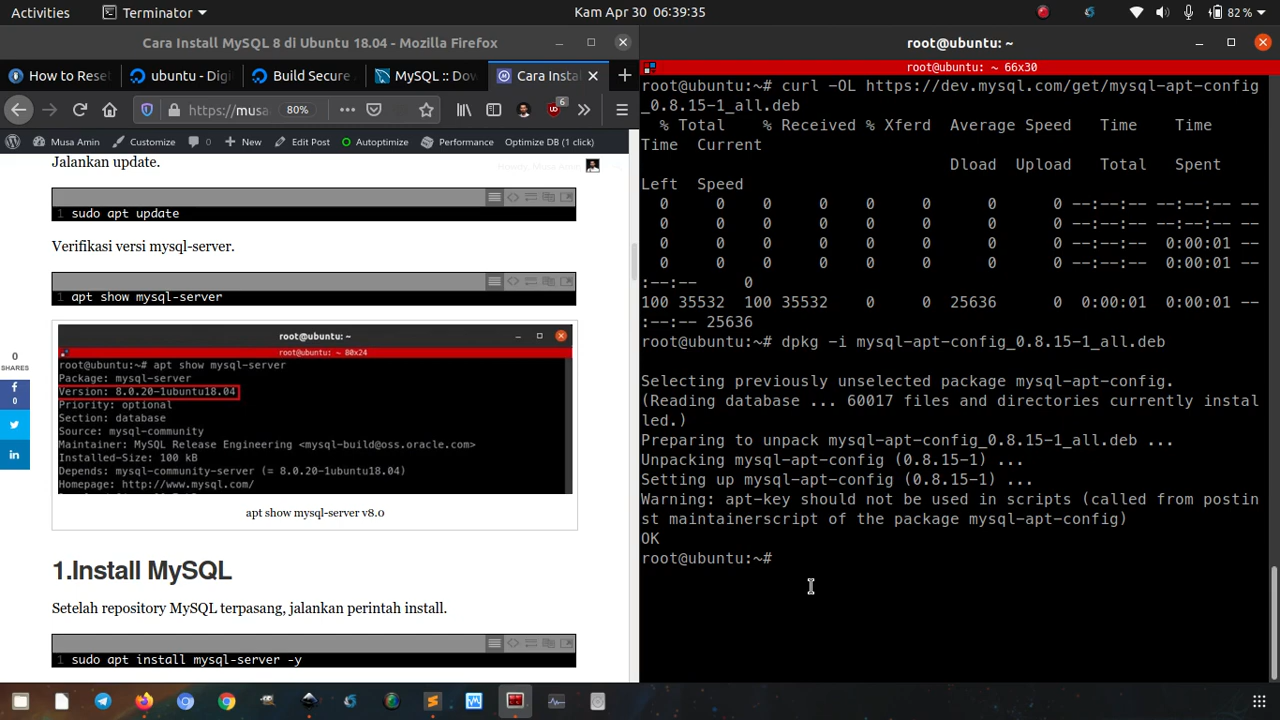 Activities
Terminator
Kam Apr 30 06:39:35
82 %
Cara Install MySQL 8 di Ubuntu 18.04 - Mozilla Firefox
How to Rese
ubuntu - Digi
Build Secure
MySQL :: Dow
Cara Insta
https://musa
80%
6
Musa Amin
Customize
0
New
Edit Post
Autoptimize
Performance
Optimize DB (1 click)
Jalankan update.
1 sudo apt update
Verifikasi versi mysql-server.
1 apt show mysql-server
root@ubuntu: ~
root@ubuntu: ~ 80x24
root@ubuntu:~# apt show mysql-server
Package: mysql-server
Version: 8.0.20-1ubuntu18.04
Priority: optional
Section: database
Source: mysql-community
Maintainer: MySQL Release Engineering <mysql-build@oss.oracle.com>
Installed-Size: 100 kB
Depends: mysql-community-server (= 8.0.20-1ubuntu18.04)
Homepage: http://www.mysql.com/
apt show mysql-server v8.0
0
SHARES
0
1.Install MySQL
Setelah repository MySQL terpasang, jalankan perintah install.
1 sudo apt install mysql-server -y
root@ubuntu: ~
root@ubuntu: ~ 66x30
root@ubuntu:~# curl -OL https://dev.mysql.com/get/mysql-apt-config
_0.8.15-1_all.deb
% Total % Received % Xferd Average Speed Time Time
Time Current
Dload Upload Total Spent
Left Speed
0 0 0 0 0 0 0 0 --:--:-- --:--:-- --
0 0 0 0 0 0 0 0 --:--:-- --:--:-- --
0 0 0 0 0 0 0 0 --:--:-- 0:00:01 --
0 0 0 0 0 0 0 0 --:--:-- 0:00:01 --
:--:-- 0
100 35532 100 35532 0 0 25636 0 0:00:01 0:00:01 --
:--:-- 25636
root@ubuntu:~# dpkg -i mysql-apt-config_0.8.15-1_all.deb
Selecting previously unselected package mysql-apt-config.
(Reading database ... 60017 files and directories currently instal
led.)
Preparing to unpack mysql-apt-config_0.8.15-1_all.deb ...
Unpacking mysql-apt-config (0.8.15-1) ...
Setting up mysql-apt-config (0.8.15-1) ...
Warning: apt-key should not be used in scripts (called from postin
st maintainerscript of the package mysql-apt-config)
OK
root@ubuntu:~#